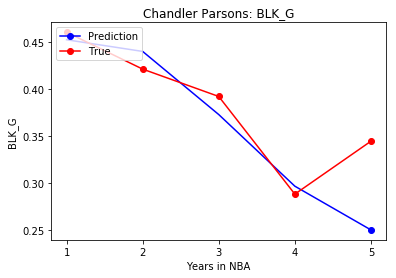 Chandler Parsons: BLK_G
Prediction
True
BLK_G
0.45
0.40
0.35
0.30
0.25
1 2 3 4 5
Years in NBA